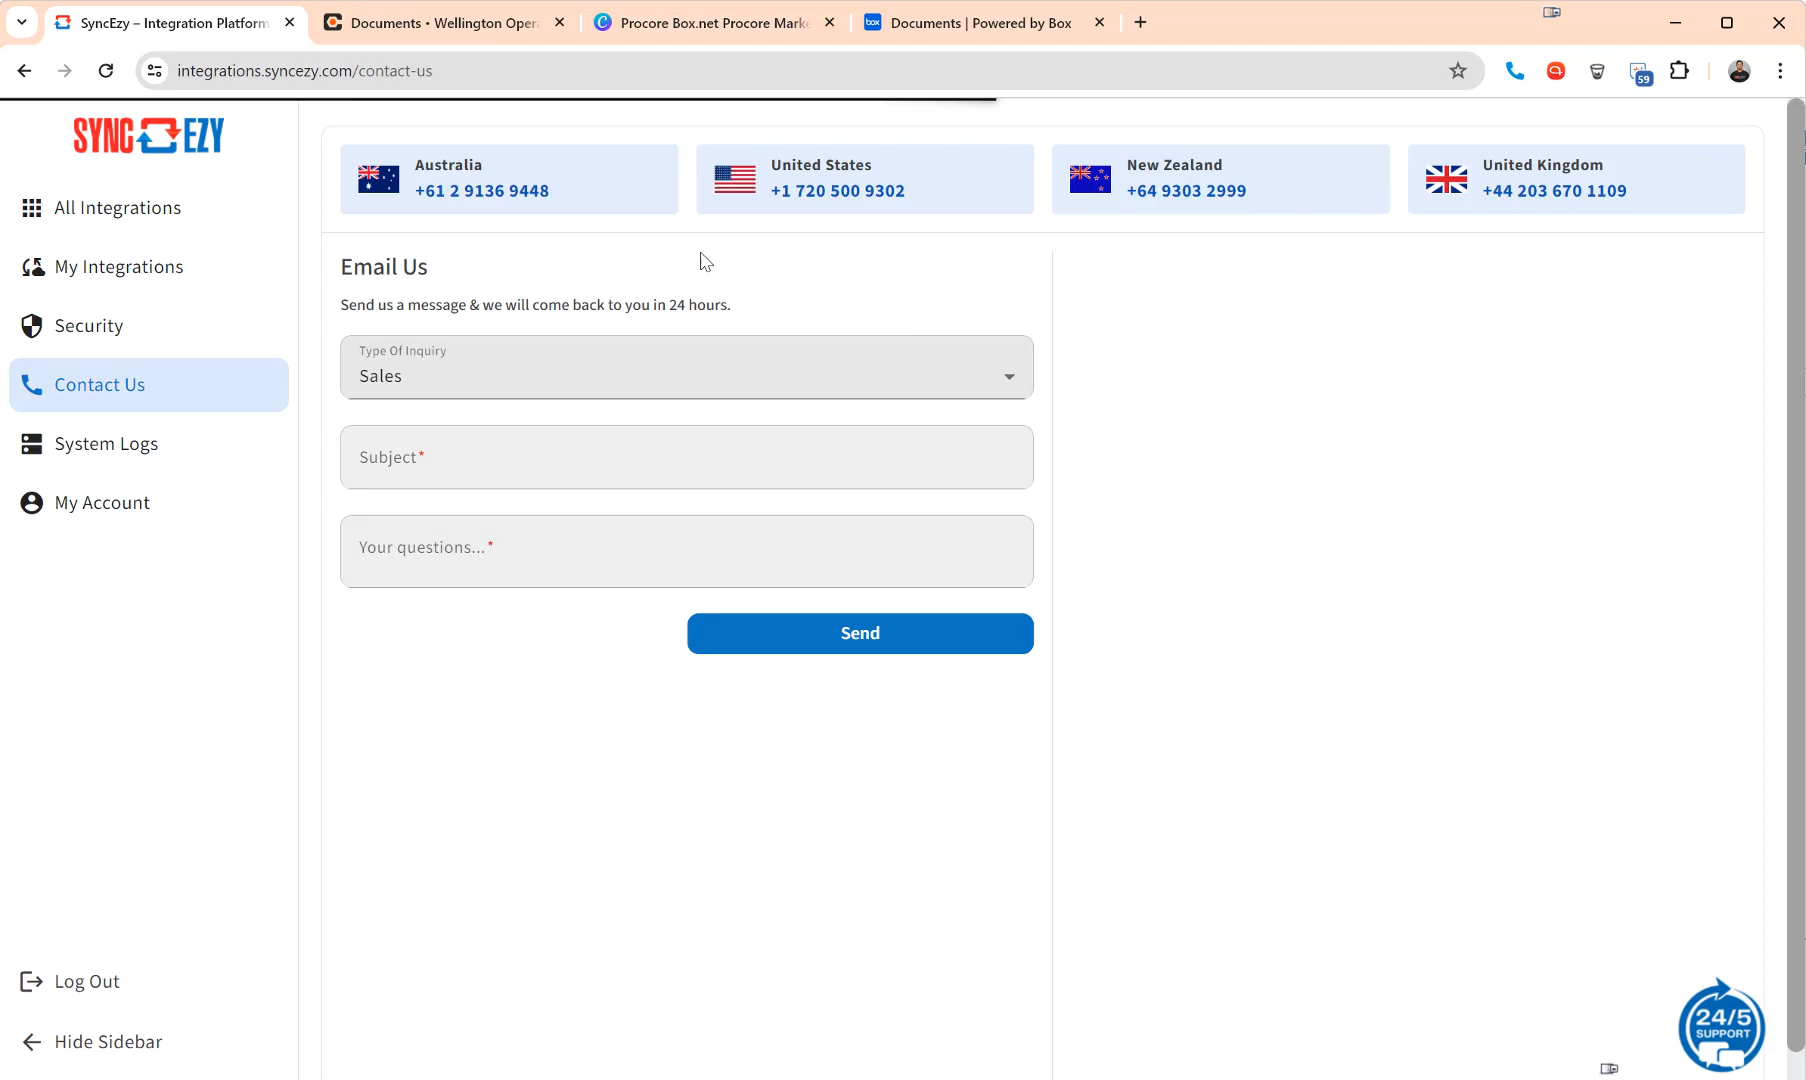 SyncEzy – Integration Platform
Documents • Wellington Oper
Procore Box.net Procore Marke
Documents | Powered by Box
integrations.syncezy.com/contact-us
59
SYNC EZY
All Integrations
My Integrations
Security
Contact Us
System Logs
My Account
Log Out
Hide Sidebar
Australia
+61 2 9136 9448
United States
+1 720 500 9302
New Zealand
+64 9303 2999
United Kingdom
+44 203 670 1109
Email Us
Send us a message & we will come back to you in 24 hours.
Type Of Inquiry
Sales
Subject*
Your questions...*
Send
24/5
SUPPORT